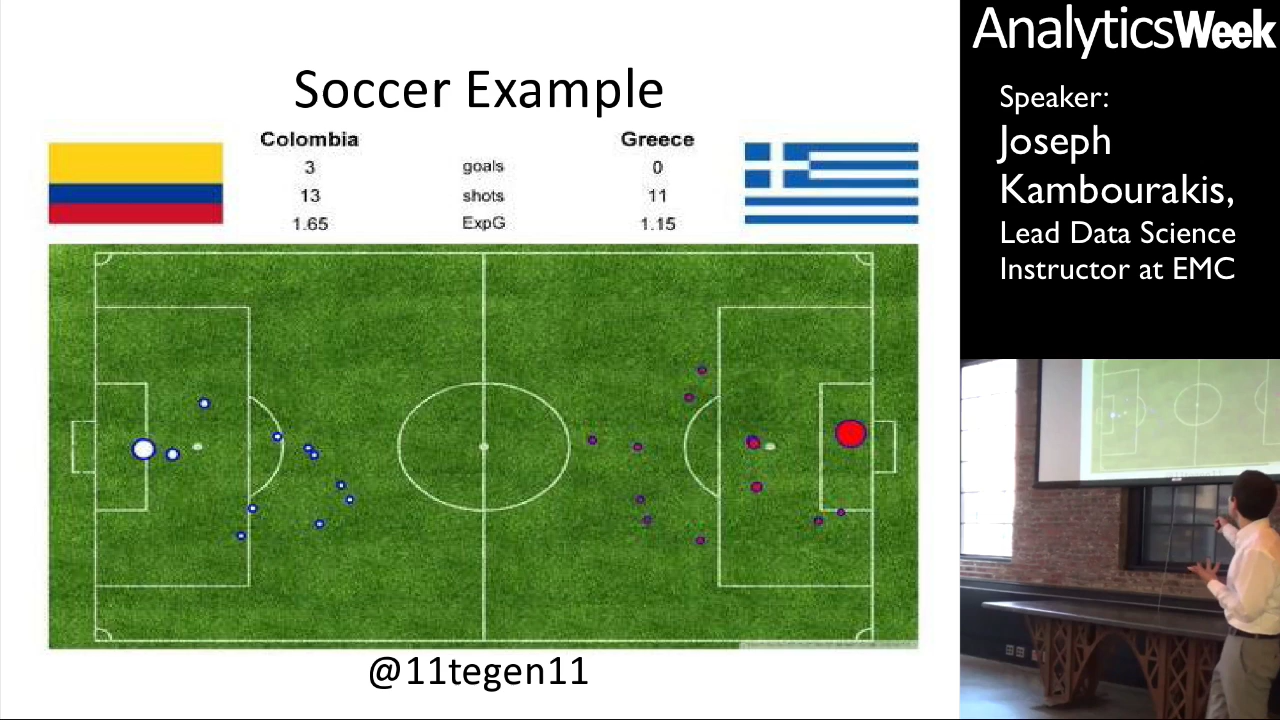 Soccer Example
Colombia Greece
3 goals 0
13 shots 11
1.65 ExpG 1.15
@11tegen11
AnalyticsWeek
Speaker:
Joseph
Kambourakis,
Lead Data Science
Instructor at EMC